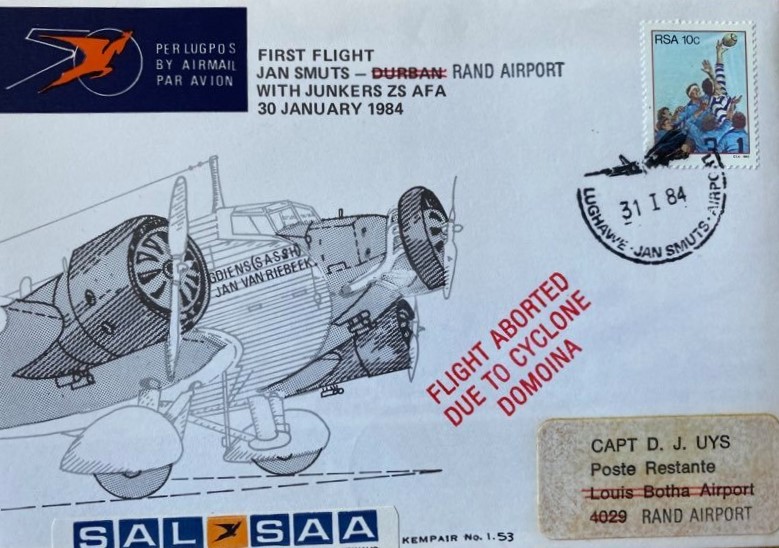 PER LUGPOS
BY AIRMAIL
PAR AVION
FIRST FLIGHT
JAN SMUTS – DURBAN RAND AIRPORT
WITH JUNKERS ZS AFA
30 JANUARY 1984
RSA 10c
31 I 84
LUGHAWE · JAN SMUTS · AIRPORT
GDIENS (S.A.S & H)
JAN VAN RIEBEEK
FLIGHT ABORTED
DUE TO CYCLONE
DOMOINA
CAPT D. J. UYS
Poste Restante
Louis Botha Airport
4029 RAND AIRPORT
SAL SAA
KEMPAIR No. 1.53